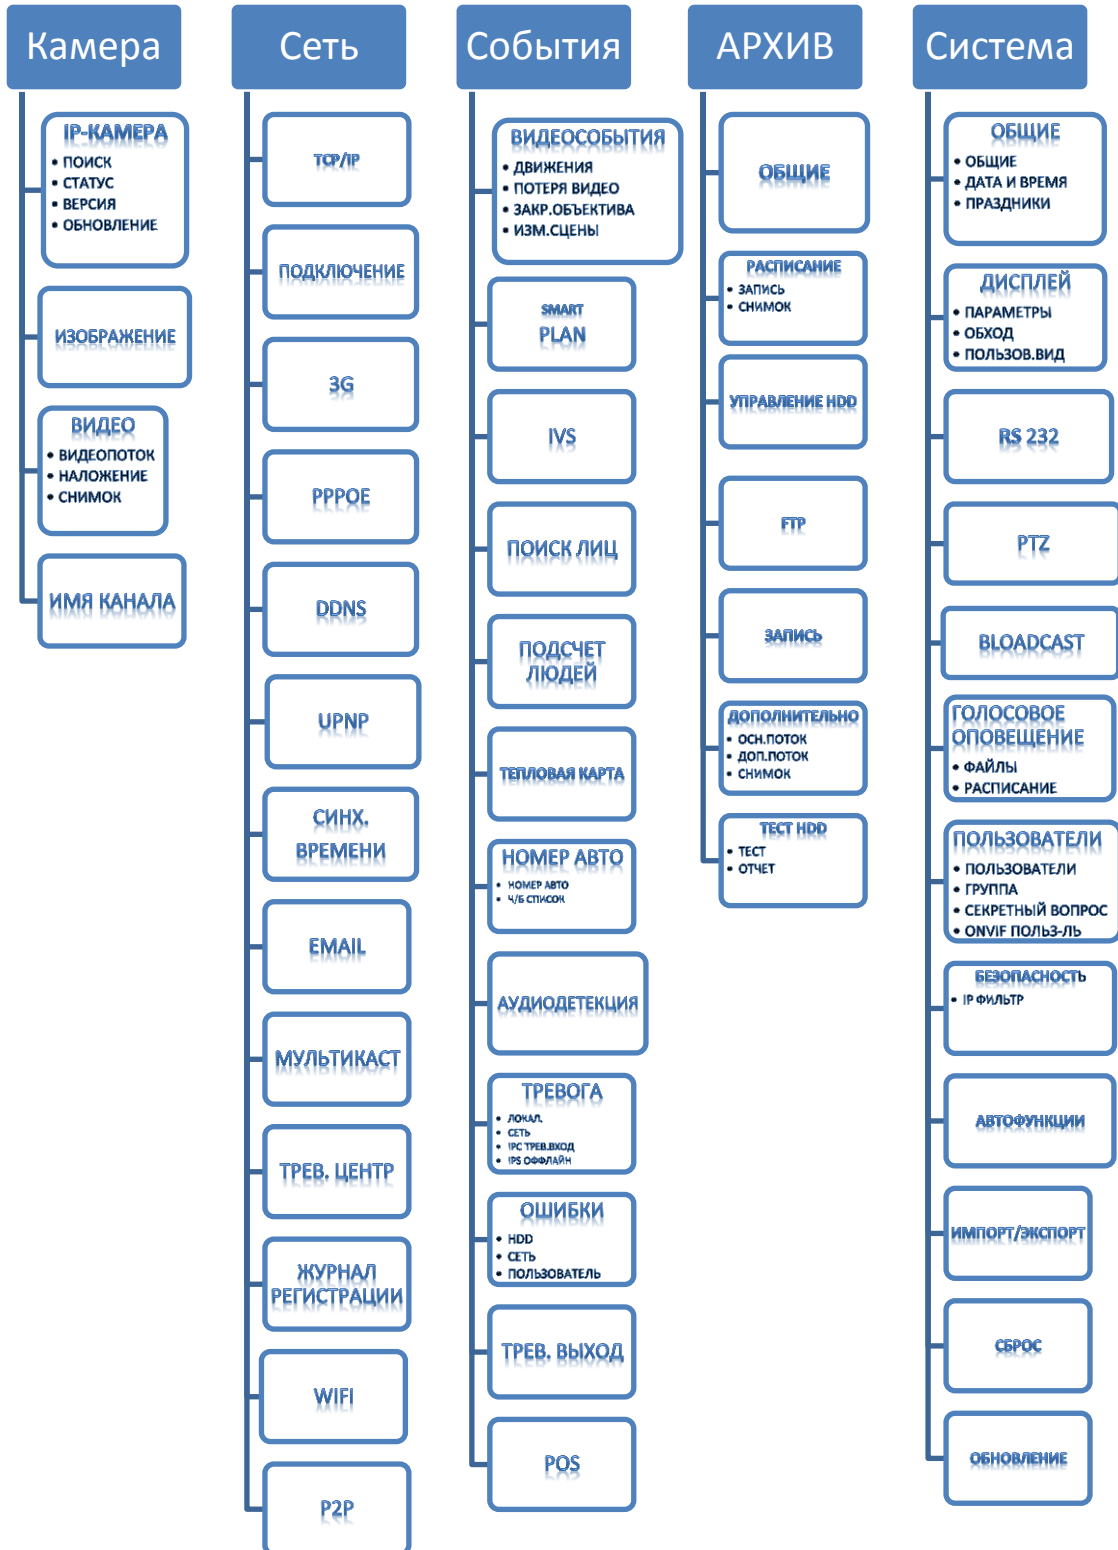 Камера
IP-КАМЕРА
• ПОИСК
• СТАТУС
• ВЕРСИЯ
• ОБНОВЛЕНИЕ
ИЗОБРАЖЕНИЕ
ВИДЕО
• ВИДЕОПОТОК
• НАЛОЖЕНИЕ
• СНИМОК
ИМЯ КАНАЛА
Сеть
TCP/IP
ПОДКЛЮЧЕНИЕ
3G
PPPOE
DDNS
UPNP
СИНХ.
ВРЕМЕНИ
EMAIL
МУЛЬТИКАСТ
ТРЕВ. ЦЕНТР
ЖУРНАЛ
РЕГИСТРАЦИИ
WIFI
P2P
События
ВИДЕОСОБЫТИЯ
• ДВИЖЕНИЯ
• ПОТЕРЯ ВИДЕО
• ЗАКР.ОБЪЕКТИВА
• ИЗМ.СЦЕНЫ
SMART
PLAN
IVS
ПОИСК ЛИЦ
ПОДСЧЕТ
ЛЮДЕЙ
ТЕПЛОВАЯ КАРТА
НОМЕР АВТО
• НОМЕР АВТО
• Ч/Б СПИСОК
АУДИОДЕТЕКЦИЯ
ТРЕВОГА
• ЛОКАЛ.
• СЕТЬ
• IPC ТРЕВ.ВХОД
• IPS ОФФЛАЙН
ОШИБКИ
• HDD
• СЕТЬ
• ПОЛЬЗОВАТЕЛЬ
ТРЕВ. ВЫХОД
POS
АРХИВ
ОБЩИЕ
РАСПИСАНИЕ
• ЗАПИСЬ
• СНИМОК
УПРАВЛЕНИЕ HDD
FTP
ЗАПИСЬ
ДОПОЛНИТЕЛЬНО
• ОСН.ПОТОК
• ДОП.ПОТОК
• СНИМОК
ТЕСТ HDD
• ТЕСТ
• ОТЧЕТ
Система
ОБЩИЕ
• ОБЩИЕ
• ДАТА И ВРЕМЯ
• ПРАЗДНИКИ
ДИСПЛЕЙ
• ПАРАМЕТРЫ
• ОБХОД
• ПОЛЬЗОВ.ВИД
RS 232
PTZ
BLOADCAST
ГОЛОСОВОЕ
ОПОВЕЩЕНИЕ
• ФАЙЛЫ
• РАСПИСАНИЕ
ПОЛЬЗОВАТЕЛИ
• ПОЛЬЗОВАТЕЛИ
• ГРУППА
• СЕКРЕТНЫЙ ВОПРОС
• ONVIF ПОЛЬЗ-ЛЬ
БЕЗОПАСНОСТЬ
• IP ФИЛЬТР
АВТОФУНКЦИИ
ИМПОРТ/ЭКСПОРТ
СБРОС
ОБНОВЛЕНИЕ